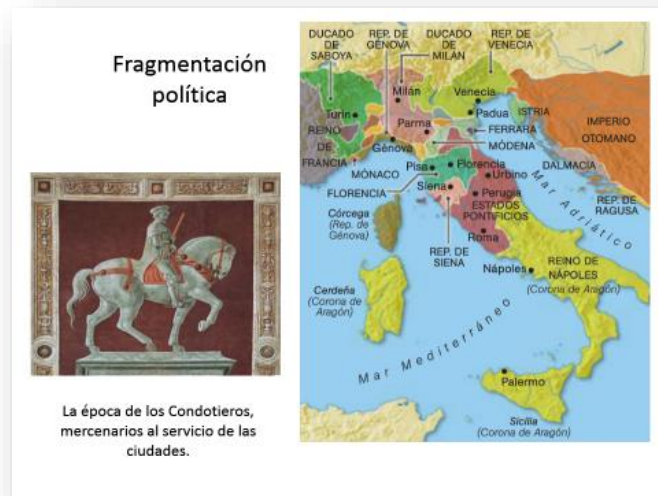 Fragmentación
política
La época de los Condotieros,
mercenarios al servicio de las
ciudades.
DUCADO
DE
SABOYA
REP. DE
GÉNOVA
DUCADO
DE
MILÁN
REP. DE
VENECIA
Milán
Venecia
Turín
Padua
ISTRIA
IMPERIO
OTOMANO
Parma
FERRARA
REINO
DE
FRANCIA
Génova
MÓDENA
MÓNACO
Pisa
Florencia
DALMACIA
Urbino
FLORENCIA
Siena
Perugia
Mar Adriático
REP. DE
RAGUSA
ESTADOS
PONTIFICIOS
Córcega
(Rep. de
Génova)
REP. DE
SIENA
Roma
REINO DE
NÁPOLES
(Corona de Aragón)
Nápoles
Cerdeña
(Corona de
Aragón)
Mar Mediterráneo
Palermo
Sicilia
(Corona de Aragón)